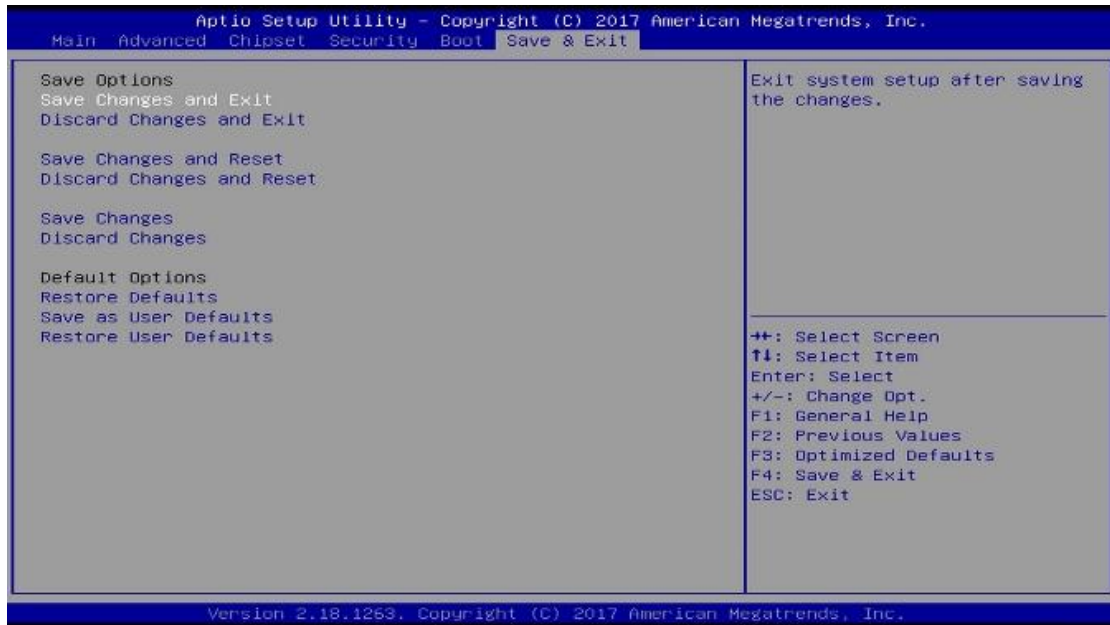 Aptio Setup Utility - Copyright (C) 2017 American Megatrends, Inc.
Main Advanced Chipset Security Boot Save & Exit
Save Options
Save Changes and Exit
Discard Changes and Exit
Save Changes and Reset
Discard Changes and Reset
Save Changes
Discard Changes
Default Options
Restore Defaults
Save as User Defaults
Restore User Defaults
Exit system setup after saving
the changes.
→←: Select Screen
↑↓: Select Item
Enter: Select
+/-: Change Opt.
F1: General Help
F2: Previous Values
F3: Optimized Defaults
F4: Save & Exit
ESC: Exit
Version 2.18.1263. Copyright (C) 2017 American Megatrends, Inc.